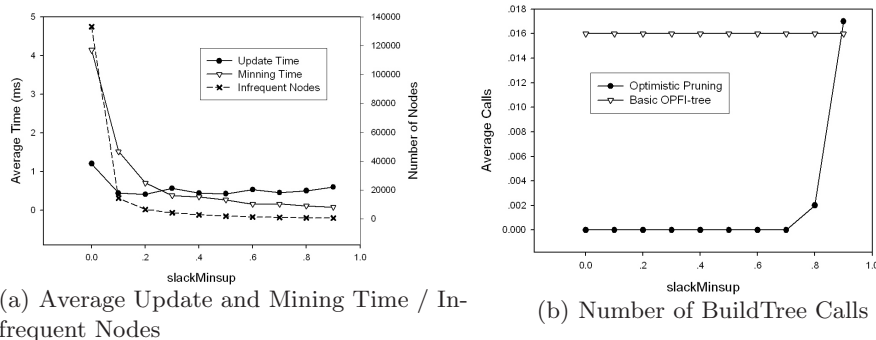 5
4
3
2
1
0
Average Time (ms)
140000
120000
100000
80000
60000
40000
20000
0
Number of Nodes
Update Time
Minning Time
Infrequent Nodes
0.0 .2 .4 .6 .8 1.0
slackMinsup
(a) Average Update and Mining Time / In-
frequent Nodes
.018
.016
.014
.012
.010
.008
.006
.004
.002
0.000
Average Calls
Optimistic Pruning
Basic OPFI-tree
0.0 .2 .4 .6 .8 1.0
slackMinsup
(b) Number of BuildTree Calls